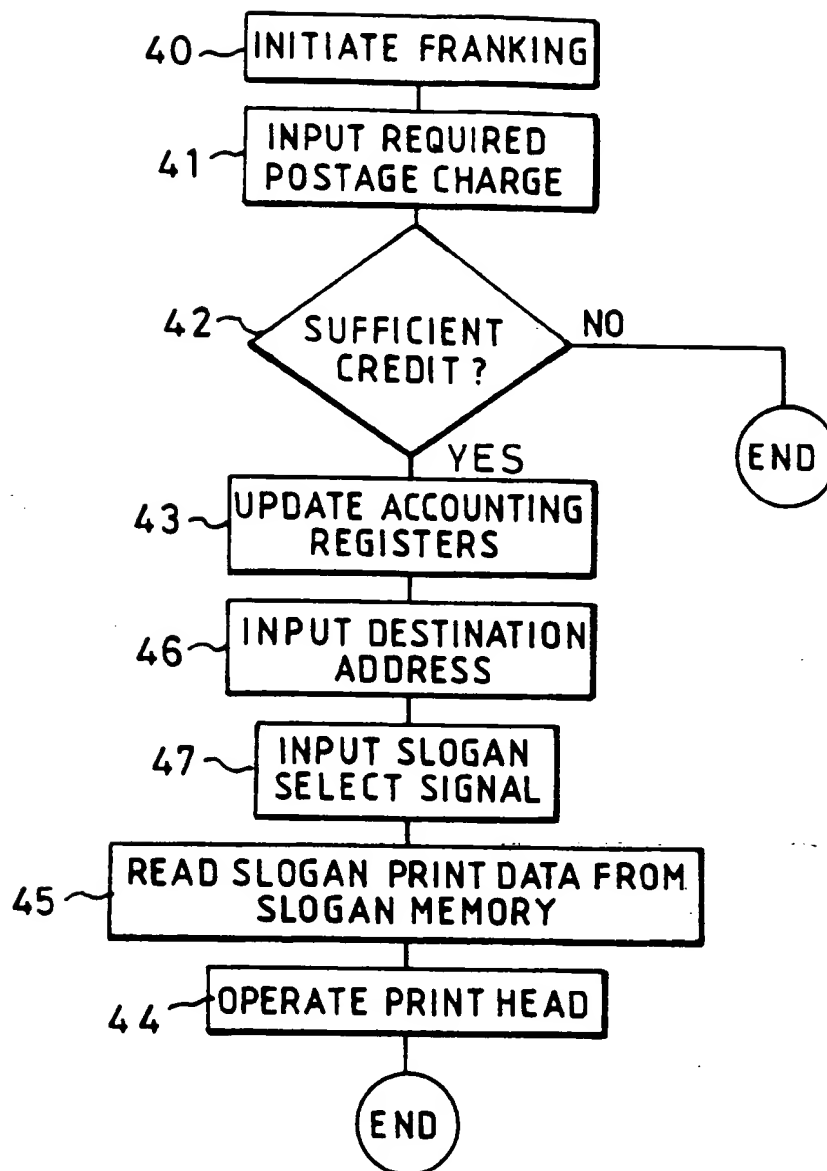 40
INITIATE FRANKING
41
INPUT REQUIRED
POSTAGE CHARGE
42
SUFFICIENT
CREDIT?
NO
END
YES
43
UPDATE ACCOUNTING
REGISTERS
46
INPUT DESTINATION
ADDRESS
47
INPUT SLOGAN
SELECT SIGNAL
45
READ SLOGAN PRINT DATA FROM
SLOGAN MEMORY
44
OPERATE PRINT HEAD
END